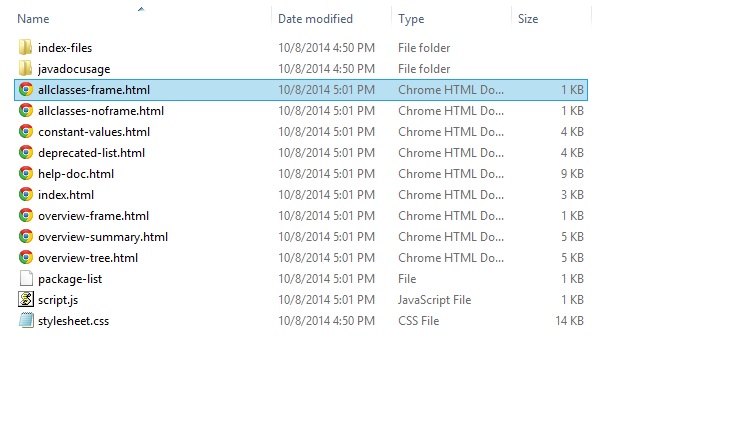 Name Date modified Type Size
index-files 10/8/2014 4:50 PM File folder
javadocusage 10/8/2014 4:50 PM File folder
allclasses-frame.html 10/8/2014 5:01 PM Chrome HTML Do... 1 KB
allclasses-noframe.html 10/8/2014 5:01 PM Chrome HTML Do... 1 KB
constant-values.html 10/8/2014 5:01 PM Chrome HTML Do... 4 KB
deprecated-list.html 10/8/2014 5:01 PM Chrome HTML Do... 4 KB
help-doc.html 10/8/2014 5:01 PM Chrome HTML Do... 9 KB
index.html 10/8/2014 5:01 PM Chrome HTML Do... 3 KB
overview-frame.html 10/8/2014 5:01 PM Chrome HTML Do... 1 KB
overview-summary.html 10/8/2014 5:01 PM Chrome HTML Do... 5 KB
overview-tree.html 10/8/2014 5:01 PM Chrome HTML Do... 5 KB
package-list 10/8/2014 5:01 PM File 1 KB
script.js 10/8/2014 5:01 PM JavaScript File 1 KB
stylesheet.css 10/8/2014 4:50 PM CSS File 14 KB